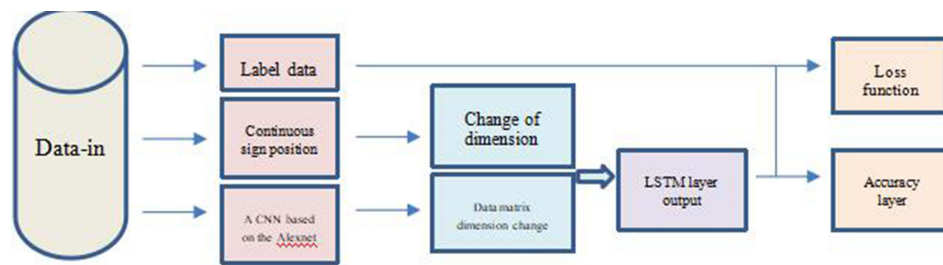 Data-in
Label data
Continuous
sign position
A CNN based
on the Alexnet
Change of
dimension
Data matrix
dimension change
LSTM layer
output
Loss
function
Accuracy
layer